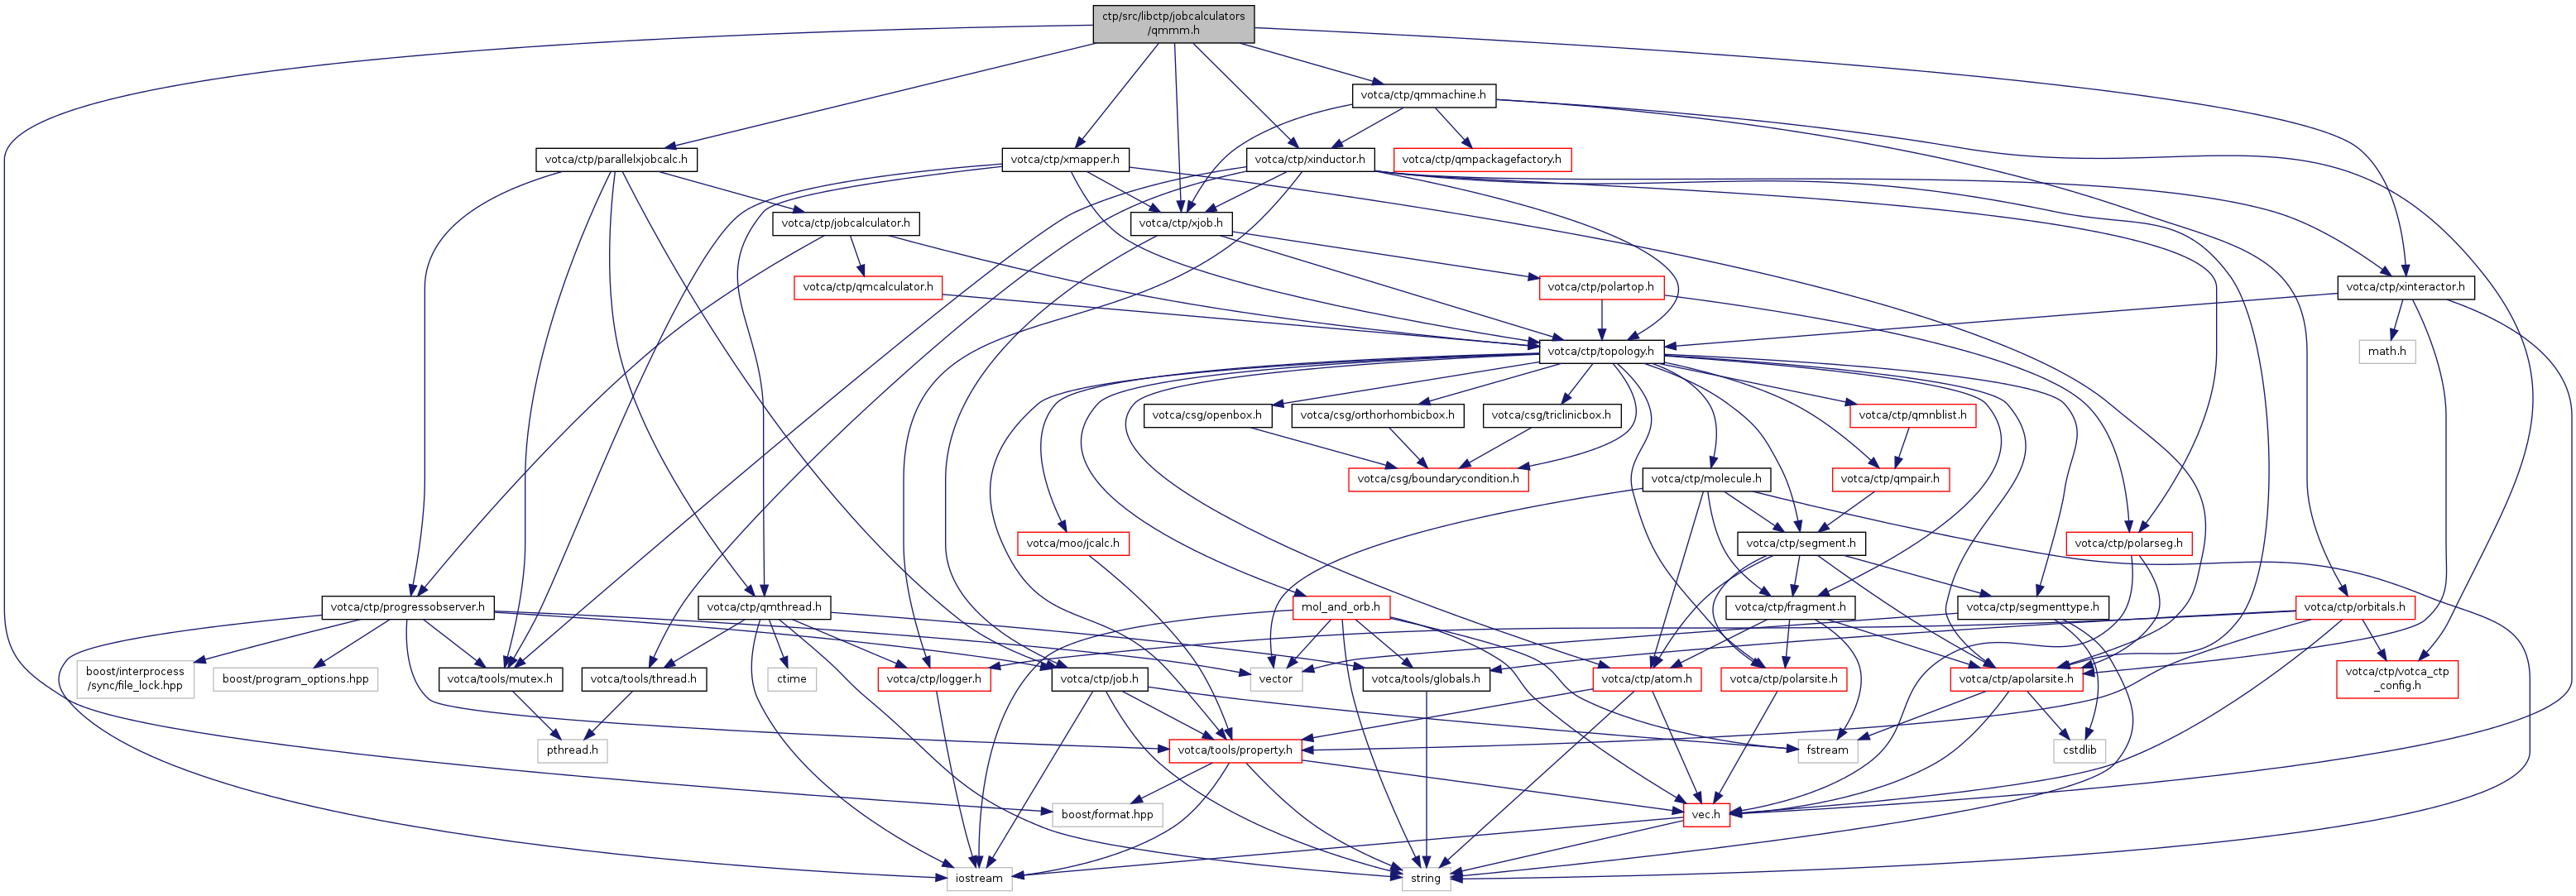 ctp/src/libctp/jobcalculators
/qmmm.h
votca/ctp/qmmachine.h
votca/ctp/parallelxjobcalc.h
votca/ctp/xmapper.h
votca/ctp/xinductor.h
votca/ctp/qmpackagefactory.h
votca/ctp/jobcalculator.h
votca/ctp/xjob.h
votca/ctp/qmcalculator.h
votca/ctp/polartop.h
votca/ctp/xinteractor.h
votca/ctp/topology.h
math.h
votca/csg/openbox.h
votca/csg/orthorhombicbox.h
votca/csg/triclinicbox.h
votca/ctp/qmnblist.h
votca/csg/boundarycondition.h
votca/ctp/molecule.h
votca/ctp/qmpair.h
votca/moo/jcalc.h
votca/ctp/segment.h
votca/ctp/polarseg.h
votca/ctp/progressobserver.h
votca/ctp/qmthread.h
mol_and_orb.h
votca/ctp/fragment.h
votca/ctp/segmenttype.h
votca/ctp/orbitals.h
boost/interprocess
/sync/file_lock.hpp
boost/program_options.hpp
votca/tools/mutex.h
votca/tools/thread.h
ctime
votca/ctp/logger.h
votca/ctp/job.h
vector
votca/tools/globals.h
votca/ctp/atom.h
votca/ctp/polarsite.h
votca/ctp/apolarsite.h
votca/ctp/votca_ctp
_config.h
pthread.h
votca/tools/property.h
fstream
cstdlib
boost/format.hpp
vec.h
iostream
string